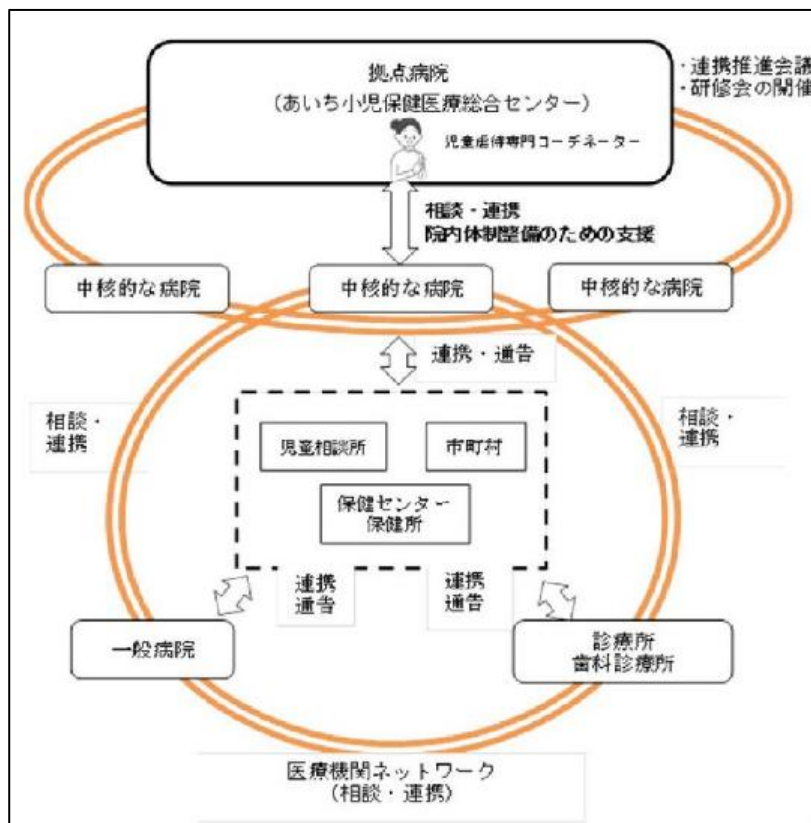 拠点病院
（あいち小児保健医療総合センター）
児童虐待専門コーデネーター
・連携推進会議
・研修会の開催
相談・連携
院内体制整備のための支援
中核的な病院
中核的な病院
中核的な病院
連携・通告
相談・
連携
相談・
連携
児童相談所
市町村
保健センター
保健所
連携
通告
連携
通告
一般病院
診療所
歯科診療所
医療機関ネットワーク
（相談・連携）